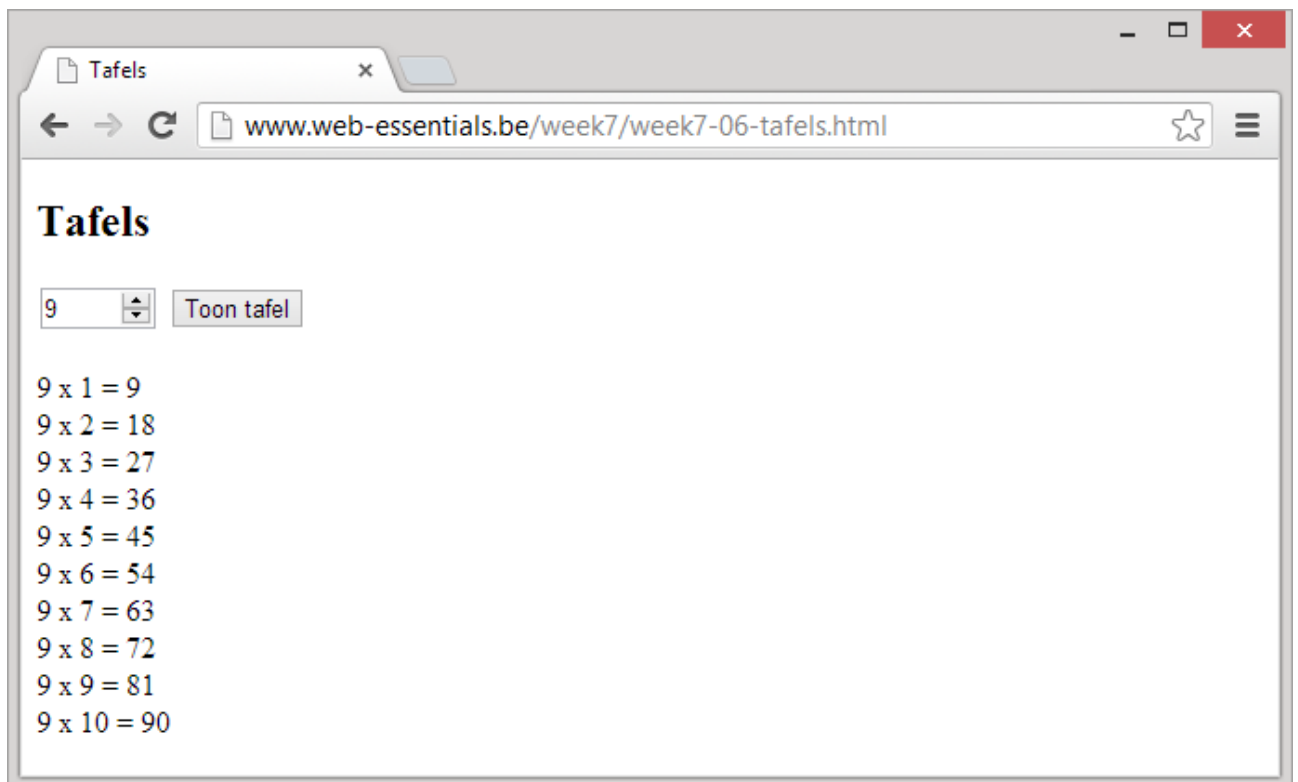 Tafels
www.web-essentials.be/week7/week7-06-tafels.html
Tafels
9 Toon tafel
9 x 1 = 9
9 x 2 = 18
9 x 3 = 27
9 x 4 = 36
9 x 5 = 45
9 x 6 = 54
9 x 7 = 63
9 x 8 = 72
9 x 9 = 81
9 x 10 = 90